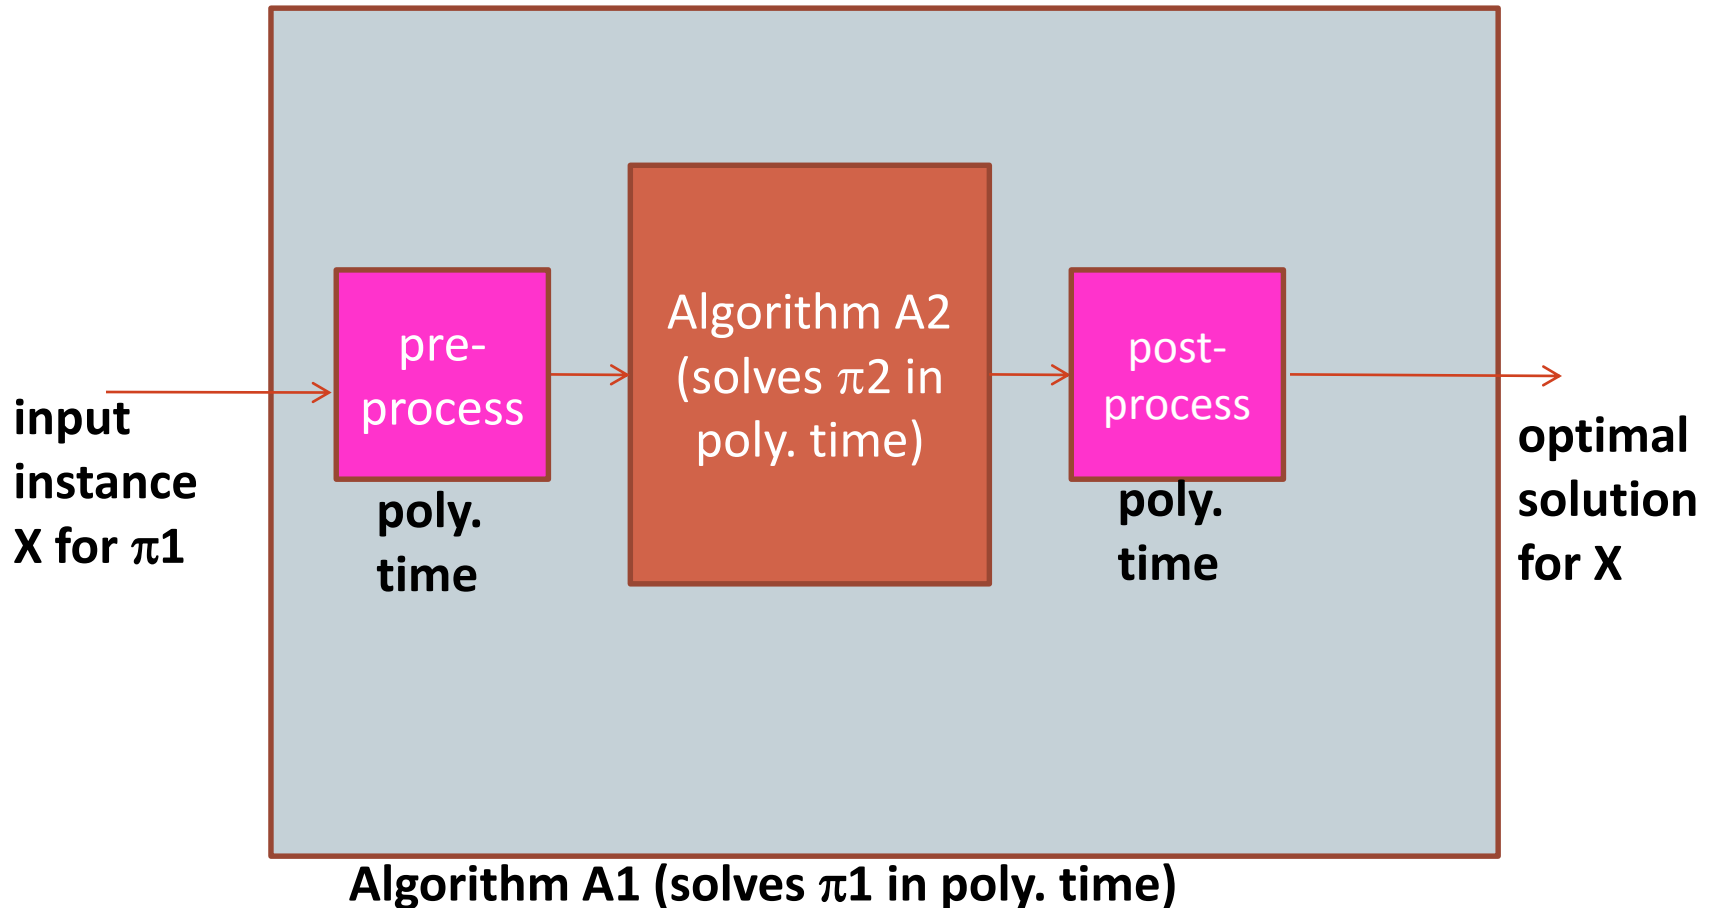 input
instance
X for π1
pre-
process
poly.
time
Algorithm A2
(solves π2 in
poly. time)
post-
process
poly.
time
optimal
solution
for X
Algorithm A1 (solves π1 in poly. time)